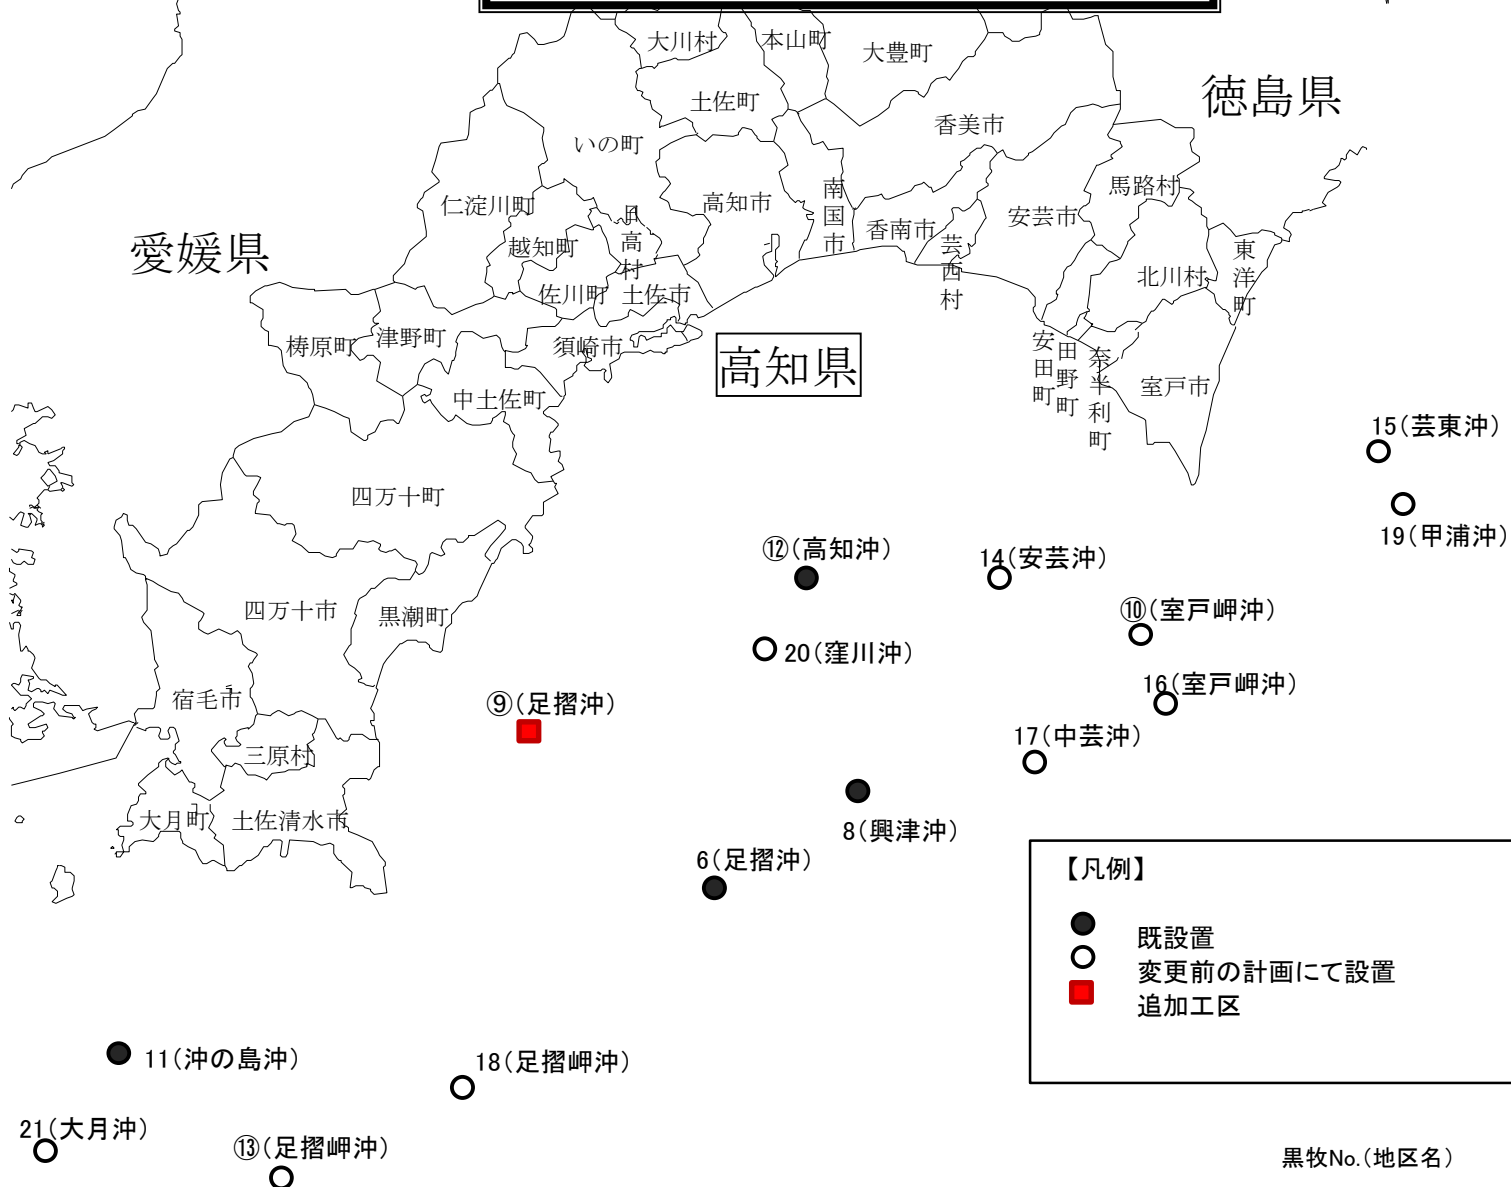 大川村
本山町
大豊町
徳島県
土佐町
香美市
いの町
馬路村
仁淀川町
高知市
南国市
安芸市
日高村
香南市
芸西村
愛媛県
越知町
東洋町
北川村
佐川町
土佐市
梼原町
津野町
須崎市
高知県
安田町
田野町
奈半利町
室戸市
中土佐町
15(芸東沖)
四万十町
19(甲浦沖)
⑫(高知沖)
14(安芸沖)
四万十市
黒潮町
⑩(室戸岬沖)
20(窪川沖)
宿毛市
⑨(足摺沖)
16(室戸岬沖)
17(中芸沖)
三原村
大月町
土佐清水市
8(興津沖)
6(足摺沖)
【凡例】
既設置
変更前の計画にて設置
追加工区
11(沖の島沖)
18(足摺岬沖)
21(大月沖)
⑬(足摺岬沖)
黒牧No.(地区名)